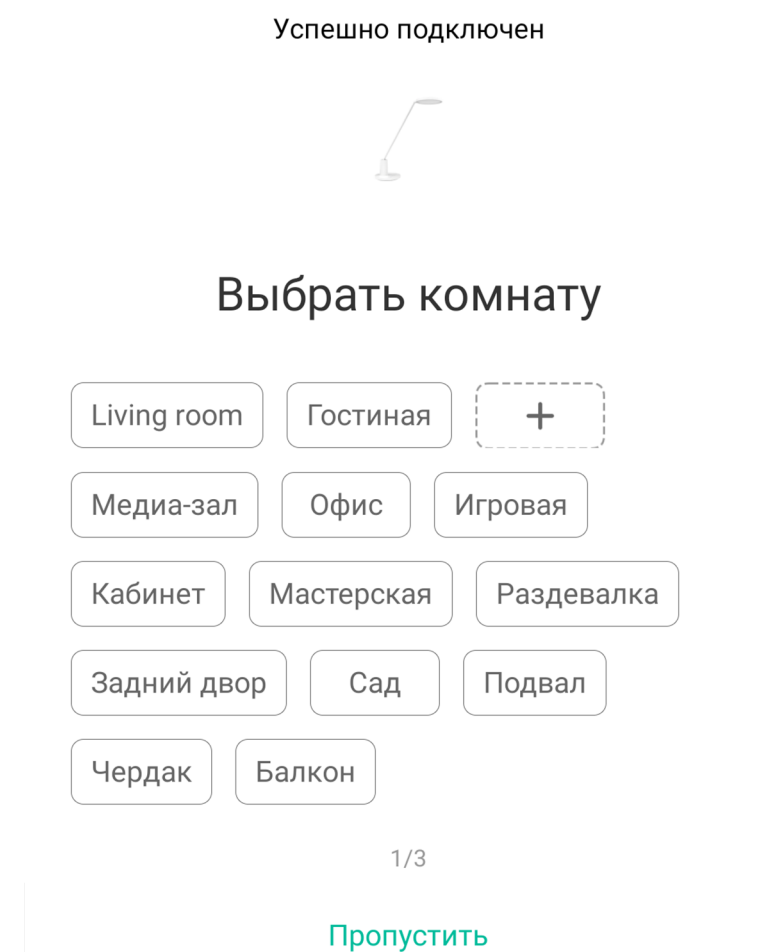 Успешно подключен
Выбрать комнату
Living room Гостиная +
Медиа-зал Офис Игровая
Кабинет Мастерская Раздевалка
Задний двор Сад Подвал
Чердак Балкон
1/3
Пропустить